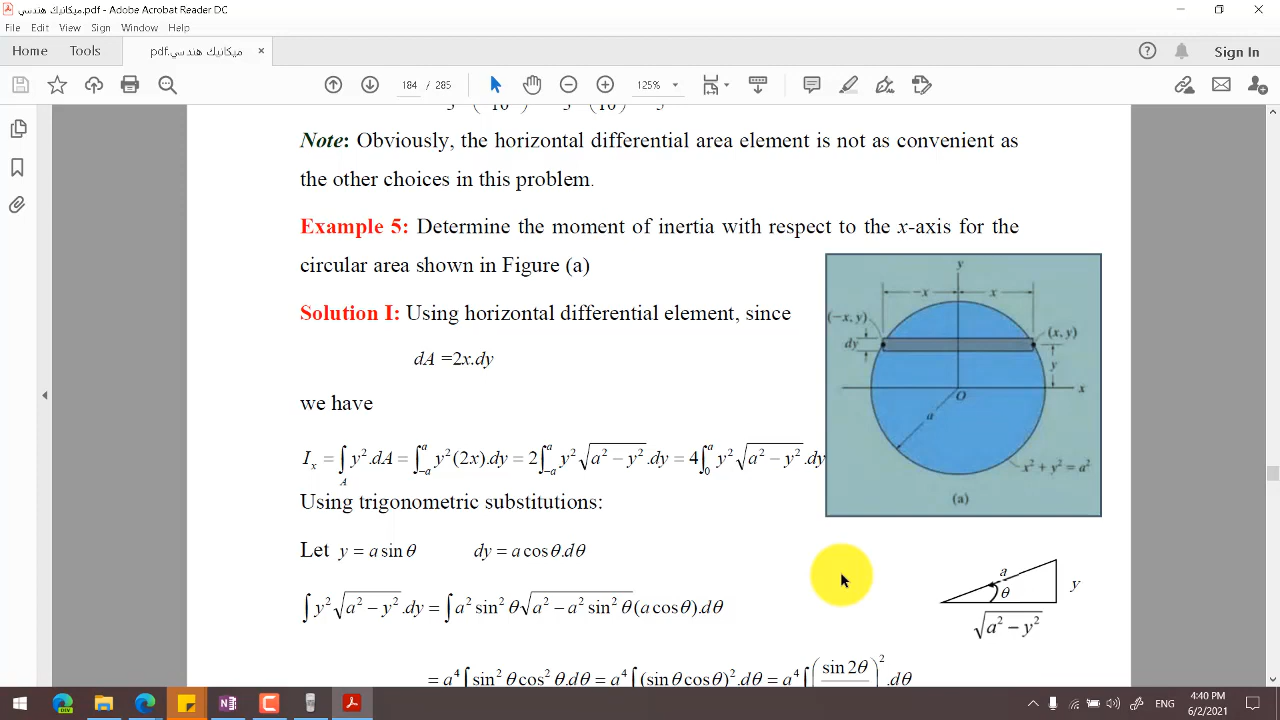 ميكانيك هندسي.pdf - Adobe Acrobat Reader DC
File Edit View Sign Window Help
Home Tools ميكانيك هندسي.pdf × Sign In
184 / 285 125%
Note: Obviously, the horizontal differential area element is not as convenient as
the other choices in this problem.
Example 5: Determine the moment of inertia with respect to the x-axis for the
circular area shown in Figure (a)
Solution I: Using horizontal differential element, since
dA =2x.dy
we have
I_x = ∫_A y².dA = ∫_{-a}^{a} y²(2x).dy = 2∫_{-a}^{a} y²√(a² − y²).dy = 4∫_0^a y²√(a² − y²).dy
Using trigonometric substitutions:
Let y = a sin θ dy = a cos θ.dθ
∫ y²√(a² − y²).dy = ∫ a² sin² θ√(a² − a² sin² θ)(a cos θ).dθ
= a⁴ ∫ sin² θ cos² θ.dθ = a⁴ ∫ (sin θ cos θ)².dθ = a⁴ ∫ (sin 2θ)².dθ
y
−x x
(−x, y) (x, y)
dy y
x
O
a
x² + y² = a²
(a)
a
θ y
√(a² − y²)
ENG 4:40 PM
6/2/2021